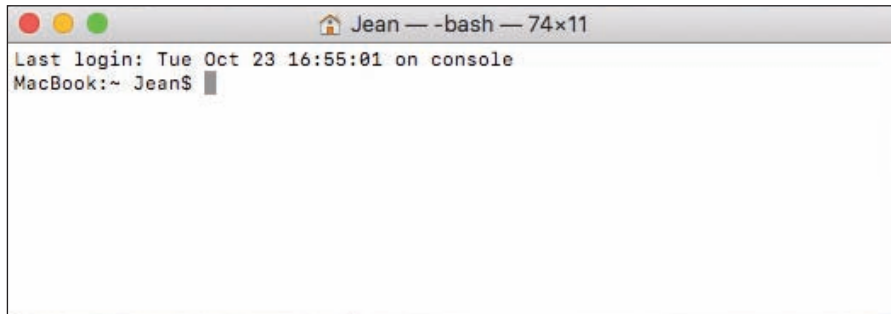 Jean — -bash — 74×11
Last login: Tue Oct 23 16:55:01 on console
MacBook:~ Jean$